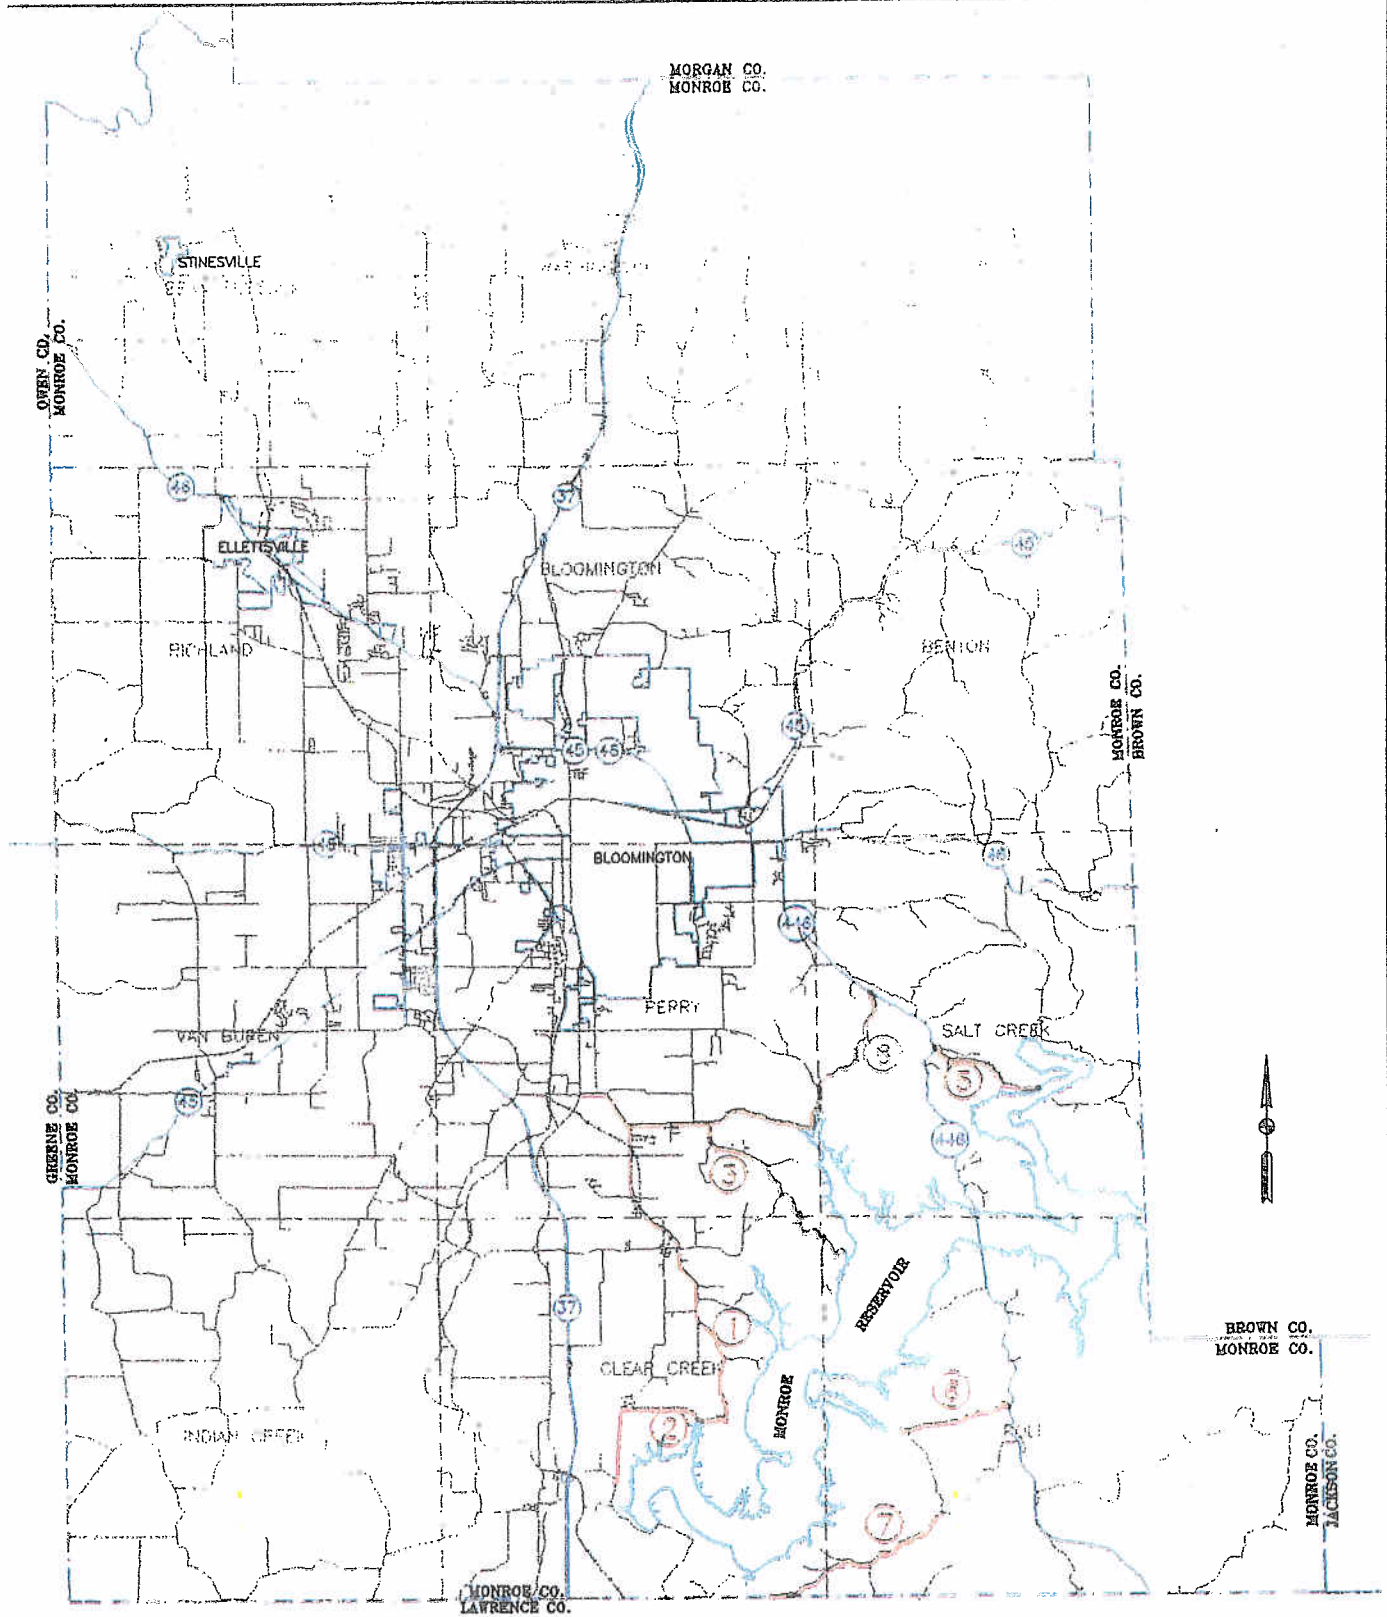 MORGAN CO.
MONROE CO.
STINESVILLE
OWEN CO.
MONROE CO.
46
37
ELLETTSVILLE
BLOOMINGTON
45
RICHLAND
BENTON
MONROE CO.
BROWN CO.
45
45
46
45
BLOOMINGTON
46
446
PERRY
SALT CREEK
VAN BUREN
3
45
GREENE CO.
MONROE CO.
446
3
RESERVOIR
37
1
BROWN CO.
MONROE CO.
CLEAR CREEK
MONROE
2
INDIAN CREEK
MONROE CO.
JACKSON CO.
7
MONROE CO.
LAWRENCE CO.